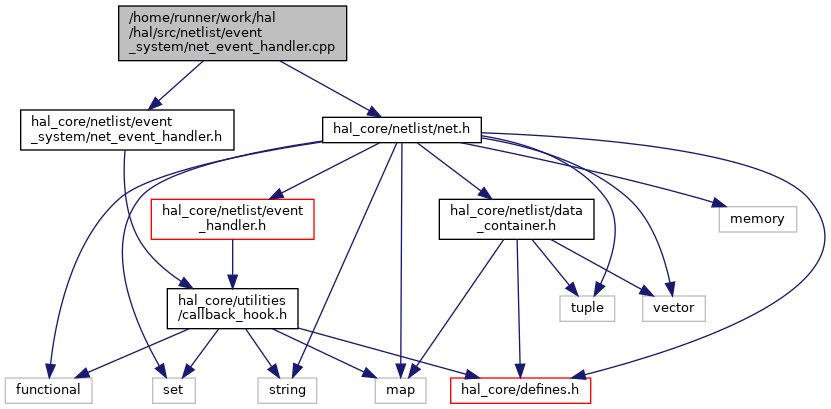 /home/runner/work/hal
/hal/src/netlist/event
_system/net_event_handler.cpp
hal_core/netlist/event
_system/net_event_handler.h
hal_core/netlist/net.h
hal_core/netlist/event
_handler.h
hal_core/netlist/data
_container.h
memory
hal_core/utilities
/callback_hook.h
tuple
vector
functional
set
string
map
hal_core/defines.h